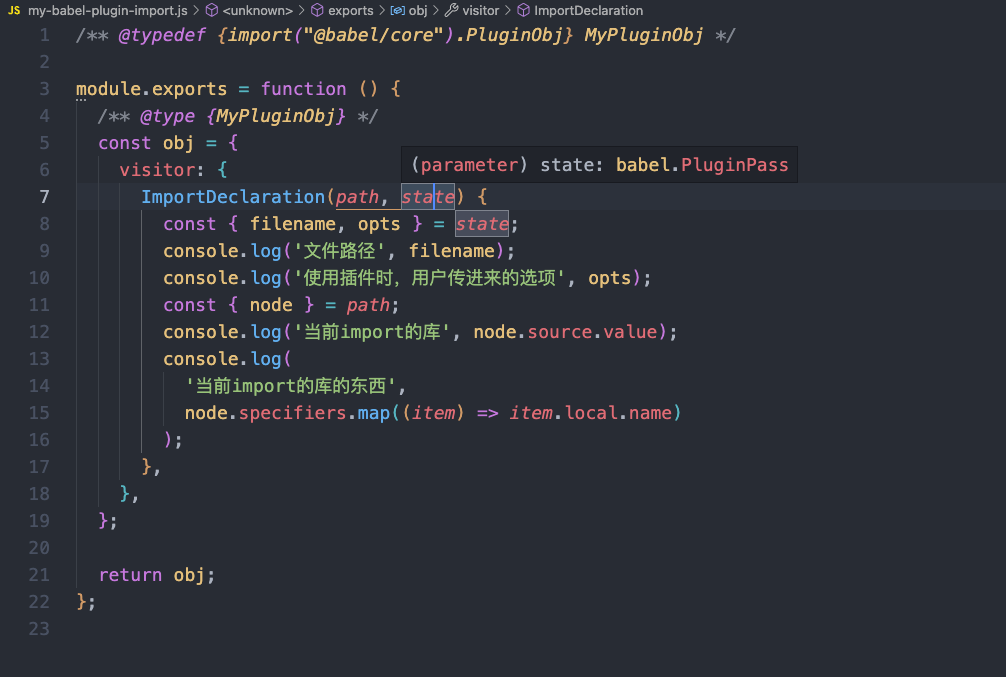 JS my-babel-plugin-import.js > <unknown> > exports > obj > visitor > ImportDeclaration
1 /** @typedef {import("@babel/core").PluginObj} MyPluginObj */
2
3 module.exports = function () {
4 /** @type {MyPluginObj} */
5 const obj = {
6 visitor: {
(parameter) state: babel.PluginPass
7 ImportDeclaration(path, state) {
8 const { filename, opts } = state;
9 console.log('文件路径', filename);
10 console.log('使用插件时，用户传进来的选项', opts);
11 const { node } = path;
12 console.log('当前import的库', node.source.value);
13 console.log(
14 '当前import的库的东西',
15 node.specifiers.map((item) => item.local.name)
16 );
17 },
18 },
19 };
20
21 return obj;
22 };
23